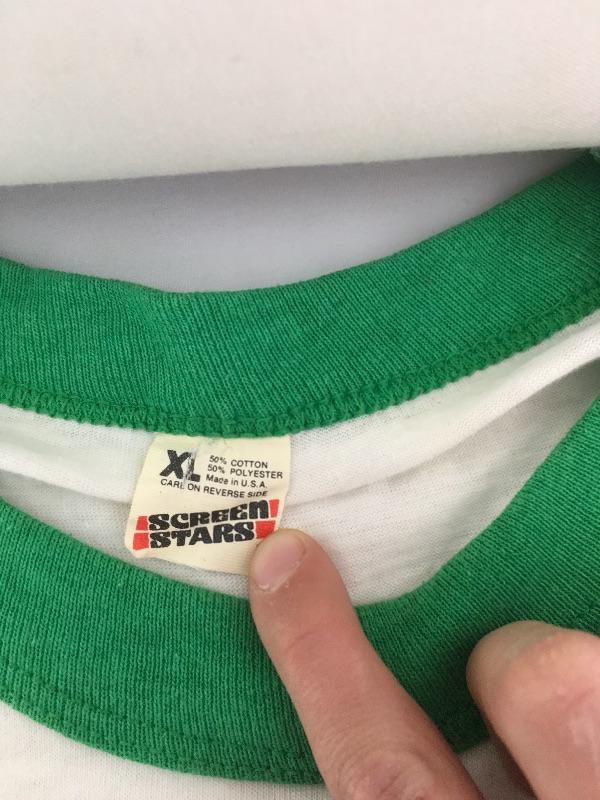 XL 50% COTTON
50% POLYESTER
Made in U.S.A.
CARE ON REVERSE SIDE
SCREEN
STARS